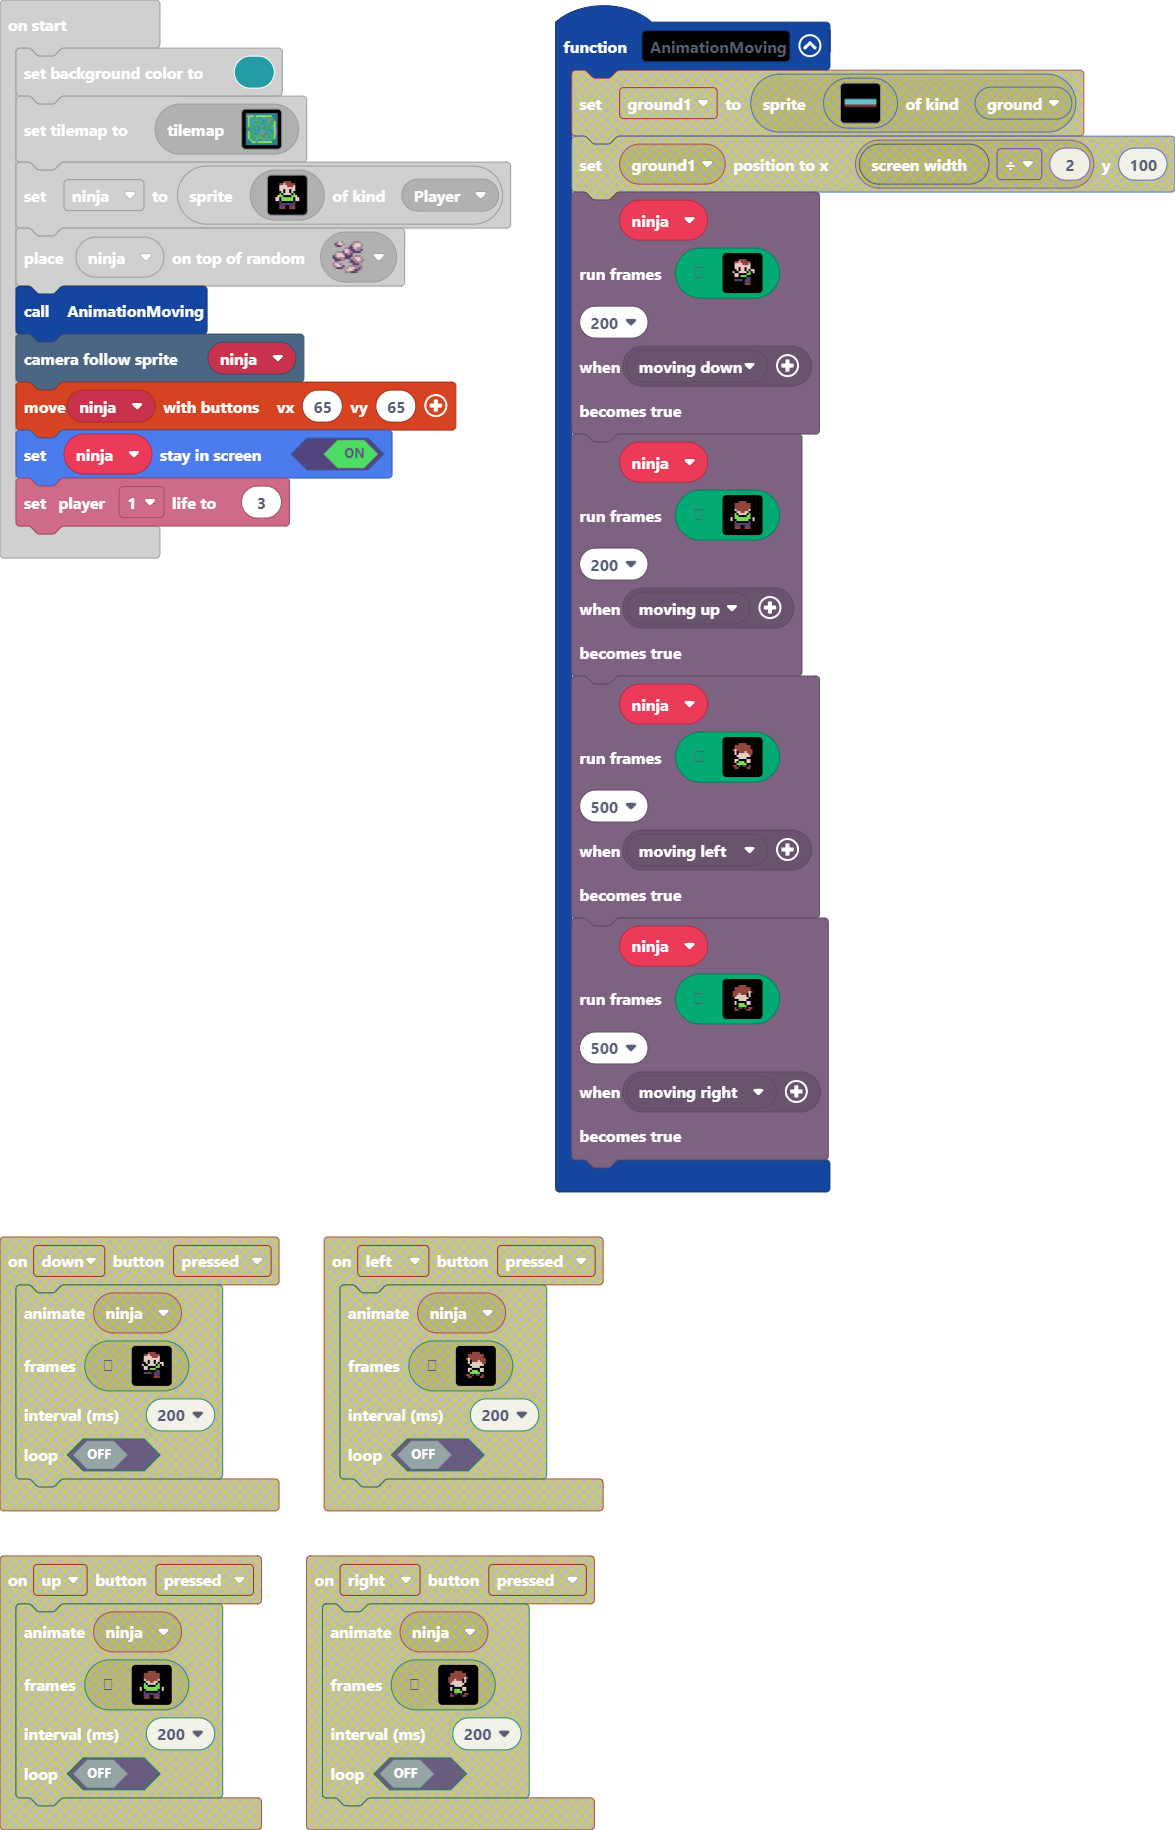 on start
set background color to
set tilemap to tilemap
set ninja to sprite of kind Player
place ninja on top of random
call AnimationMoving
camera follow sprite ninja
move ninja with buttons vx 65 vy 65
set ninja stay in screen ON
set player 1 life to 3
function AnimationMoving
set ground1 to sprite of kind ground
set ground1 position to x screen width ÷ 2 y 100
ninja
run frames
200
when moving down
becomes true
ninja
run frames
200
when moving up
becomes true
ninja
run frames
500
when moving left
becomes true
ninja
run frames
500
when moving right
becomes true
on down button pressed
animate ninja
frames
interval (ms) 200
loop OFF
on left button pressed
animate ninja
frames
interval (ms) 200
loop OFF
on up button pressed
animate ninja
frames
interval (ms) 200
loop OFF
on right button pressed
animate ninja
frames
interval (ms) 200
loop OFF